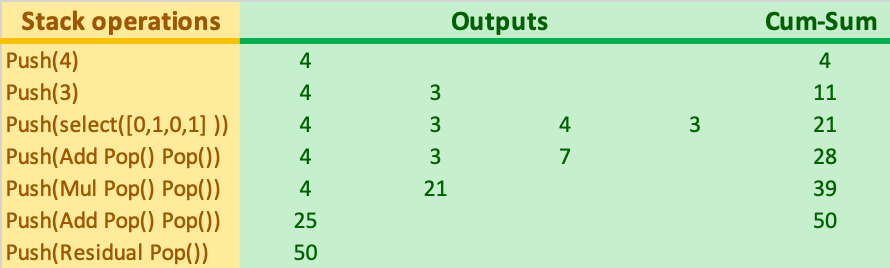 Stack operations Outputs Cum-Sum
Push(4) 4 4
Push(3) 4 3 11
Push(select([0,1,0,1] )) 4 3 4 3 21
Push(Add Pop() Pop()) 4 3 7 28
Push(Mul Pop() Pop()) 4 21 39
Push(Add Pop() Pop()) 25 50
Push(Residual Pop()) 50